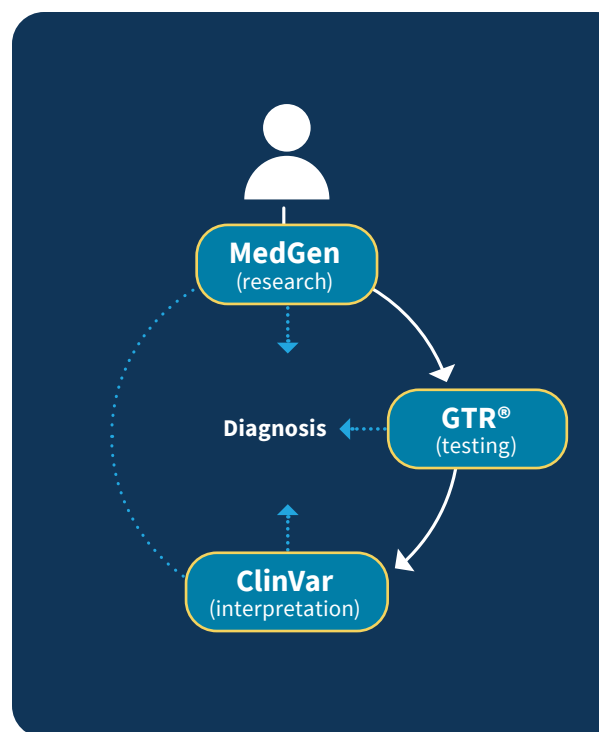 MedGen
(research)
GTR®
(testing)
Diagnosis
ClinVar
(interpretation)